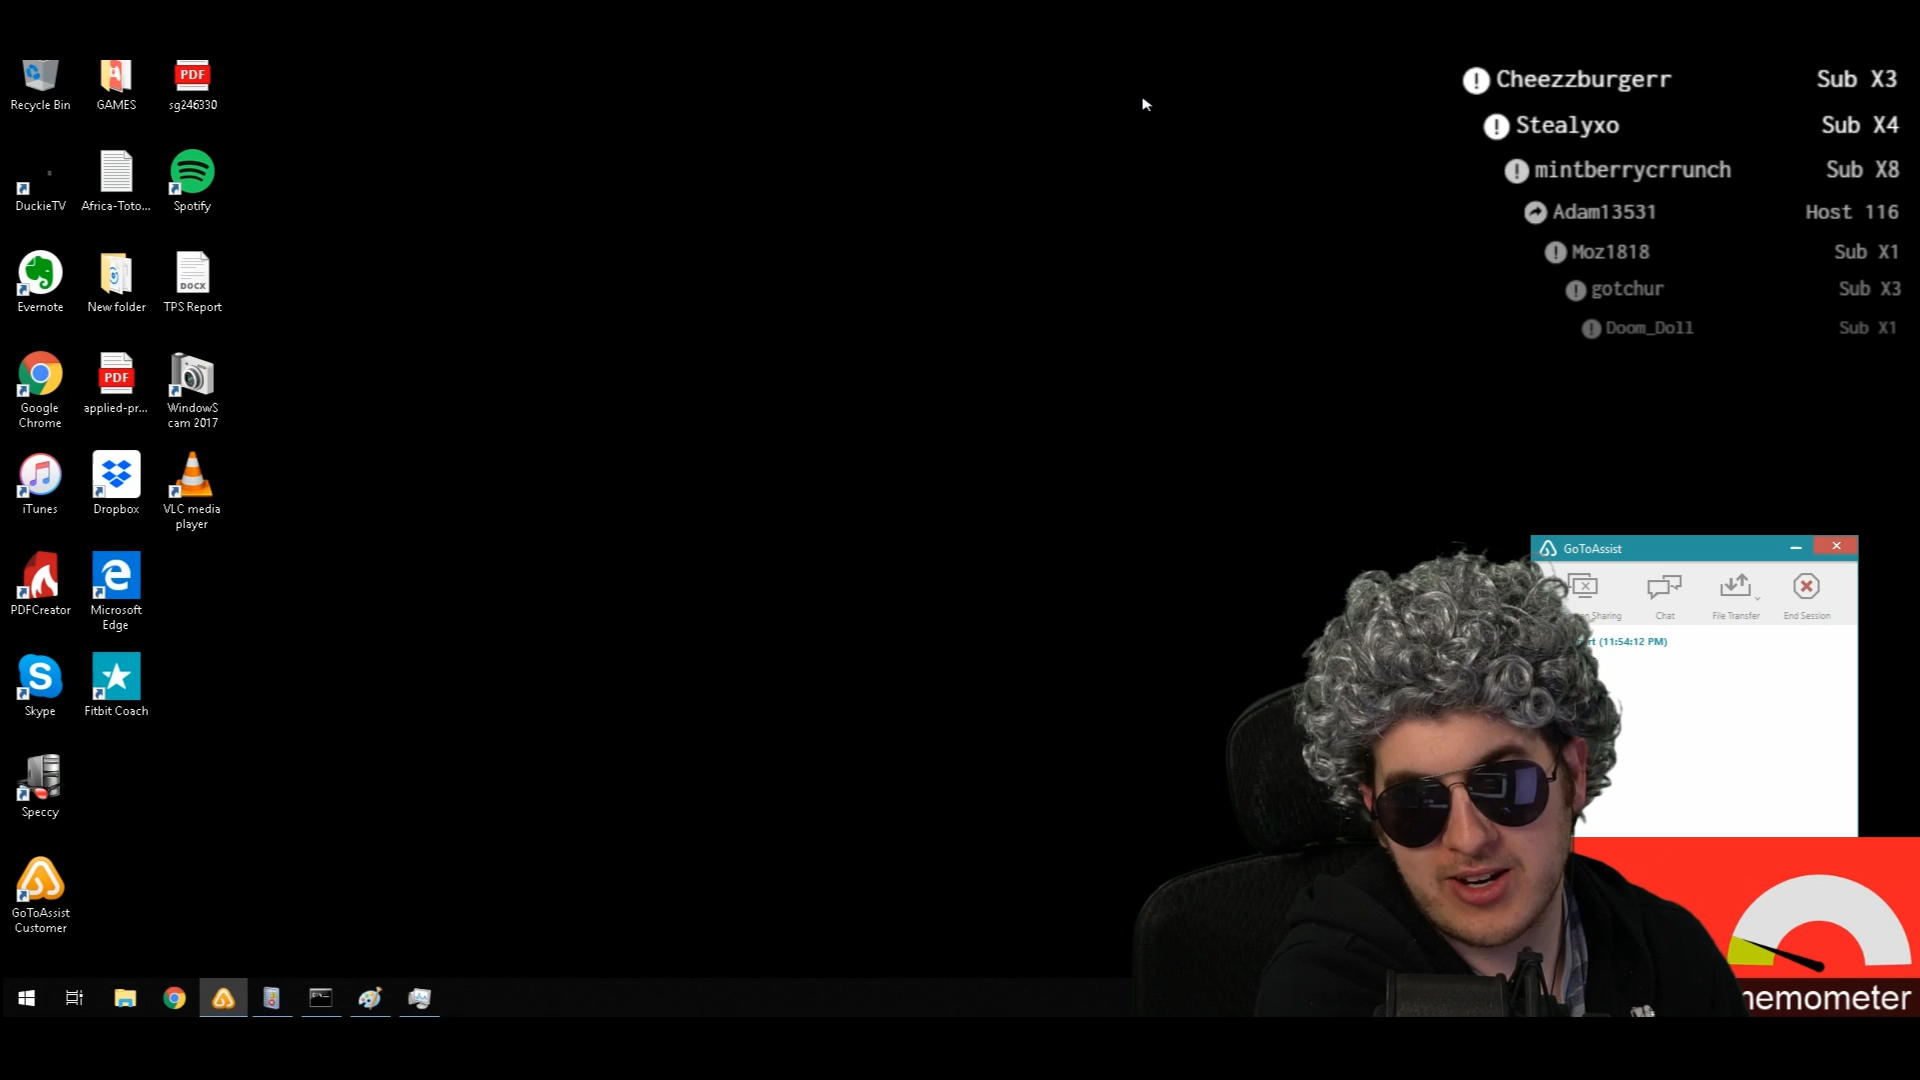 Recycle Bin
GAMES
PDF
sg246330
DuckieTV
Africa-Toto...
Spotify
Evernote
New folder
DOCX
TPS Report
Google
Chrome
PDF
applied-pr...
WindowS
cam 2017
iTunes
Dropbox
VLC media
player
PDFCreator
Microsoft
Edge
Skype
Fitbit Coach
Speccy
GoToAssist
Customer
Cheezzburgerr Sub X3
Stealyxo Sub X4
mintberrycrrunch Sub X8
Adam13531 Host 116
Moz1818 Sub X1
gotchur Sub X3
Doom_Doll Sub X1
GoToAssist
Sharing
Chat
File Transfer
End Session
(11:54:12 PM)
memometer